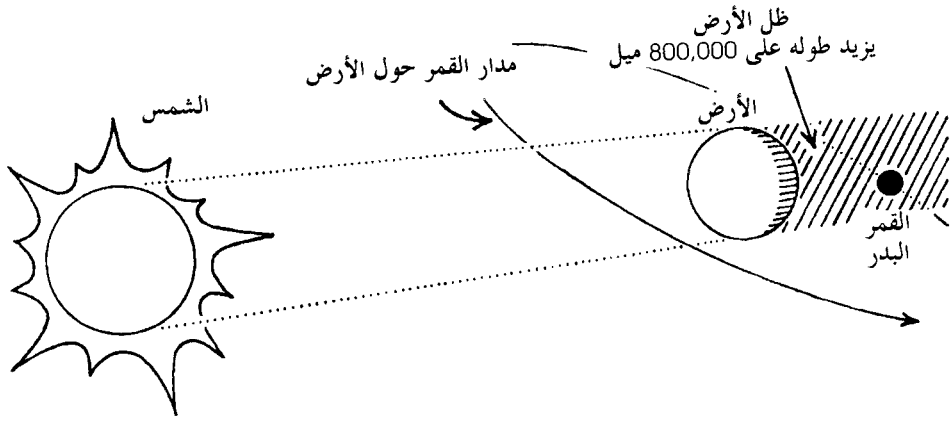 ظل الأرض
يزيد طوله على 800,000 ميل
مدار القمر حول الأرض
الشمس
الأرض
القمر
البدر